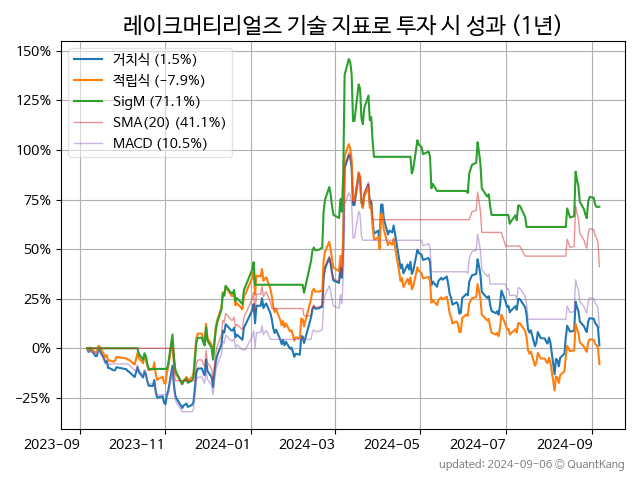 레이크머티리얼즈 기술 지표로 투자 시 성과 (1년)
150%
125%
100%
75%
50%
25%
0%
−25%
거치식 (1.5%)
적립식 (−7.9%)
SigM (71.1%)
SMA(20) (41.1%)
MACD (10.5%)
2023-09 2023-11 2024-01 2024-03 2024-05 2024-07 2024-09
updated: 2024-09-06 © QuantKang